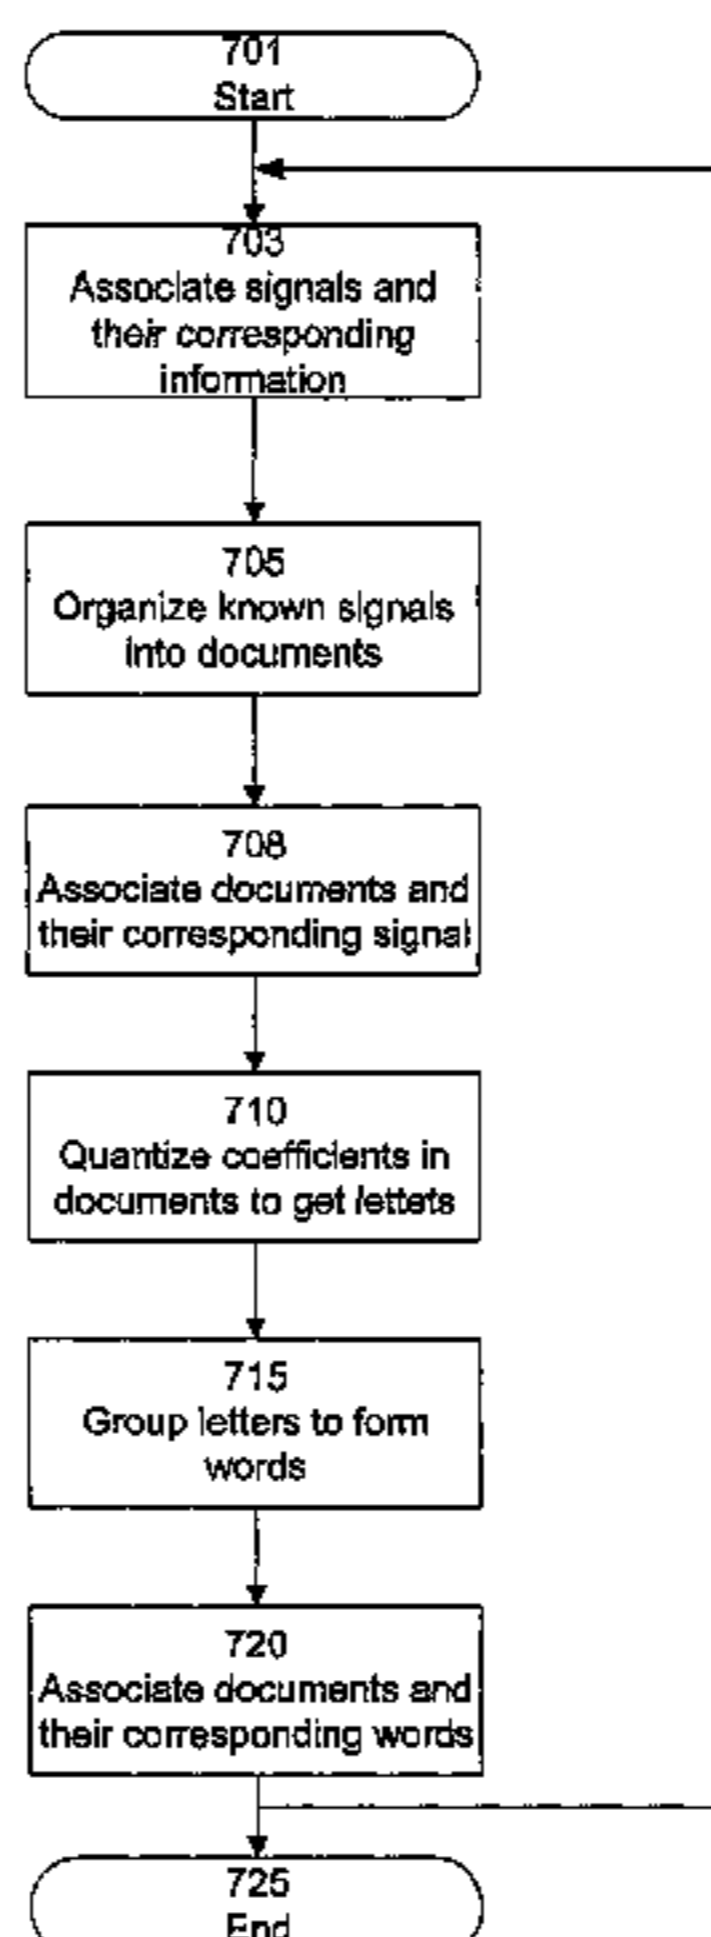 701
Start
703
Associate signals and
their corresponding
information
705
Organize known signals
into documents
708
Associate documents and
their corresponding signal
710
Quantize coefficients in
documents to get lettets
715
Group letters to form
words
720
Associate documents and
their corresponding words
725
End